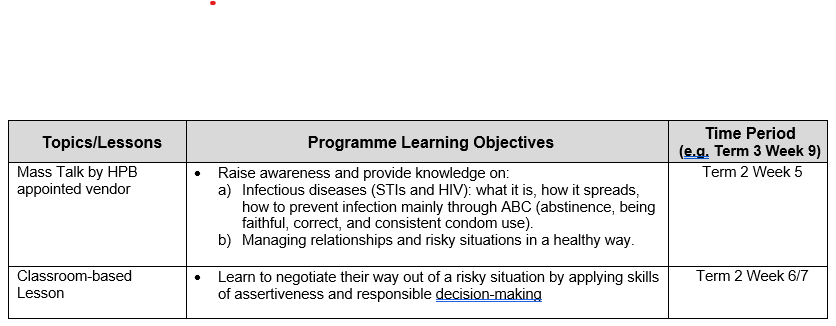 Topics/Lessons
Programme Learning Objectives
Time Period
(e.g. Term 3 Week 9)
Mass Talk by HPB
appointed vendor
• Raise awareness and provide knowledge on:
a) Infectious diseases (STIs and HIV): what it is, how it spreads,
how to prevent infection mainly through ABC (abstinence, being
faithful, correct, and consistent condom use).
b) Managing relationships and risky situations in a healthy way.
Term 2 Week 5
Classroom-based
Lesson
• Learn to negotiate their way out of a risky situation by applying skills
of assertiveness and responsible decision-making
Term 2 Week 6/7